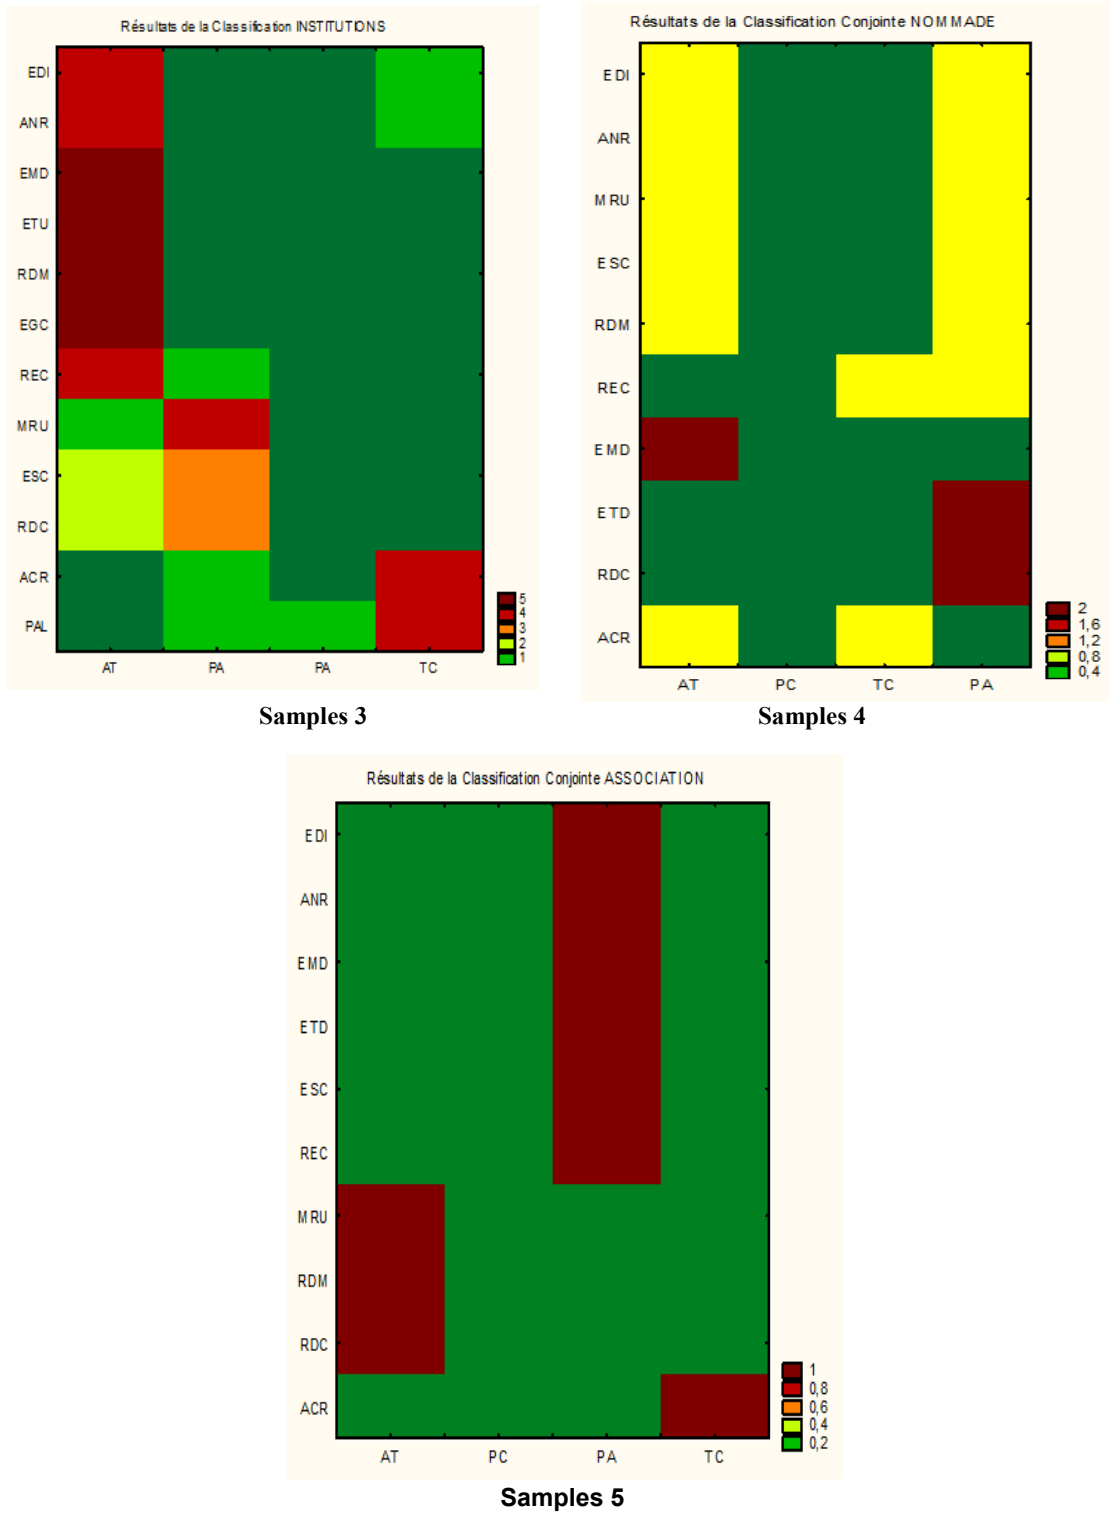 Résultats de la Classification INSTITUTIONS
EDI
ANR
EMD
ETU
RDM
EGC
REC
MRU
ESC
RDC
ACR
PAL
AT PA PA TC
5
4
3
2
1
Samples 3
Résultats de la Classification Conjointe NOMMADE
EDI
ANR
MRU
ESC
RDM
REC
EMD
ETD
RDC
ACR
AT PC TC PA
2
1,6
1,2
0,8
0,4
Samples 4
Résultats de la Classification Conjointe ASSOCIATION
EDI
ANR
EMD
ETD
ESC
REC
MRU
RDM
RDC
ACR
AT PC PA TC
1
0,8
0,6
0,4
0,2
Samples 5